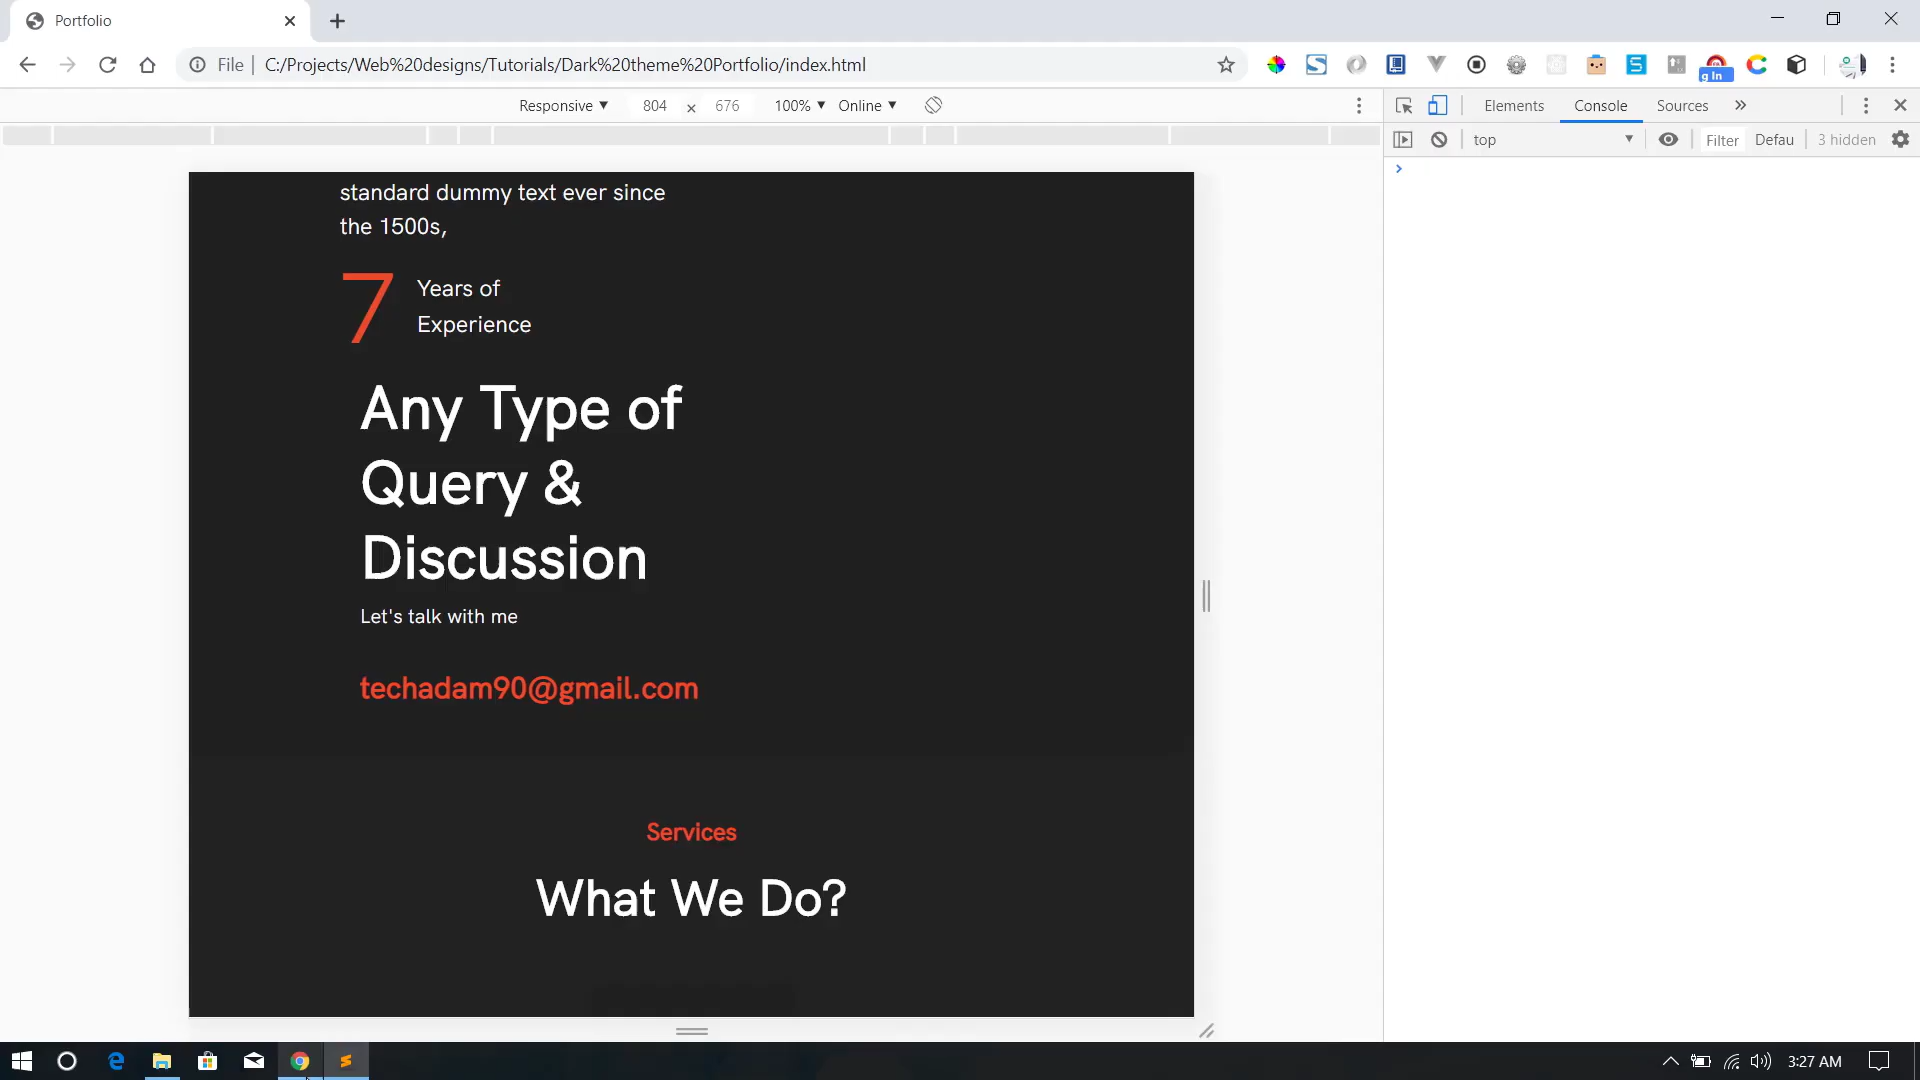 Portfolio
File
C:/Projects/Web%20designs/Tutorials/Dark%20theme%20Portfolio/index.html
g In
Responsive ▼ 804 x 676 100% ▼ Online ▼
Elements Console Sources »
top ▼ Filter Defau 3 hidden
standard dummy text ever since
the 1500s,
7
Years of
Experience
Any Type of
Query &
Discussion
Let's talk with me
techadam90@gmail.com
Services
What We Do?
3:27 AM